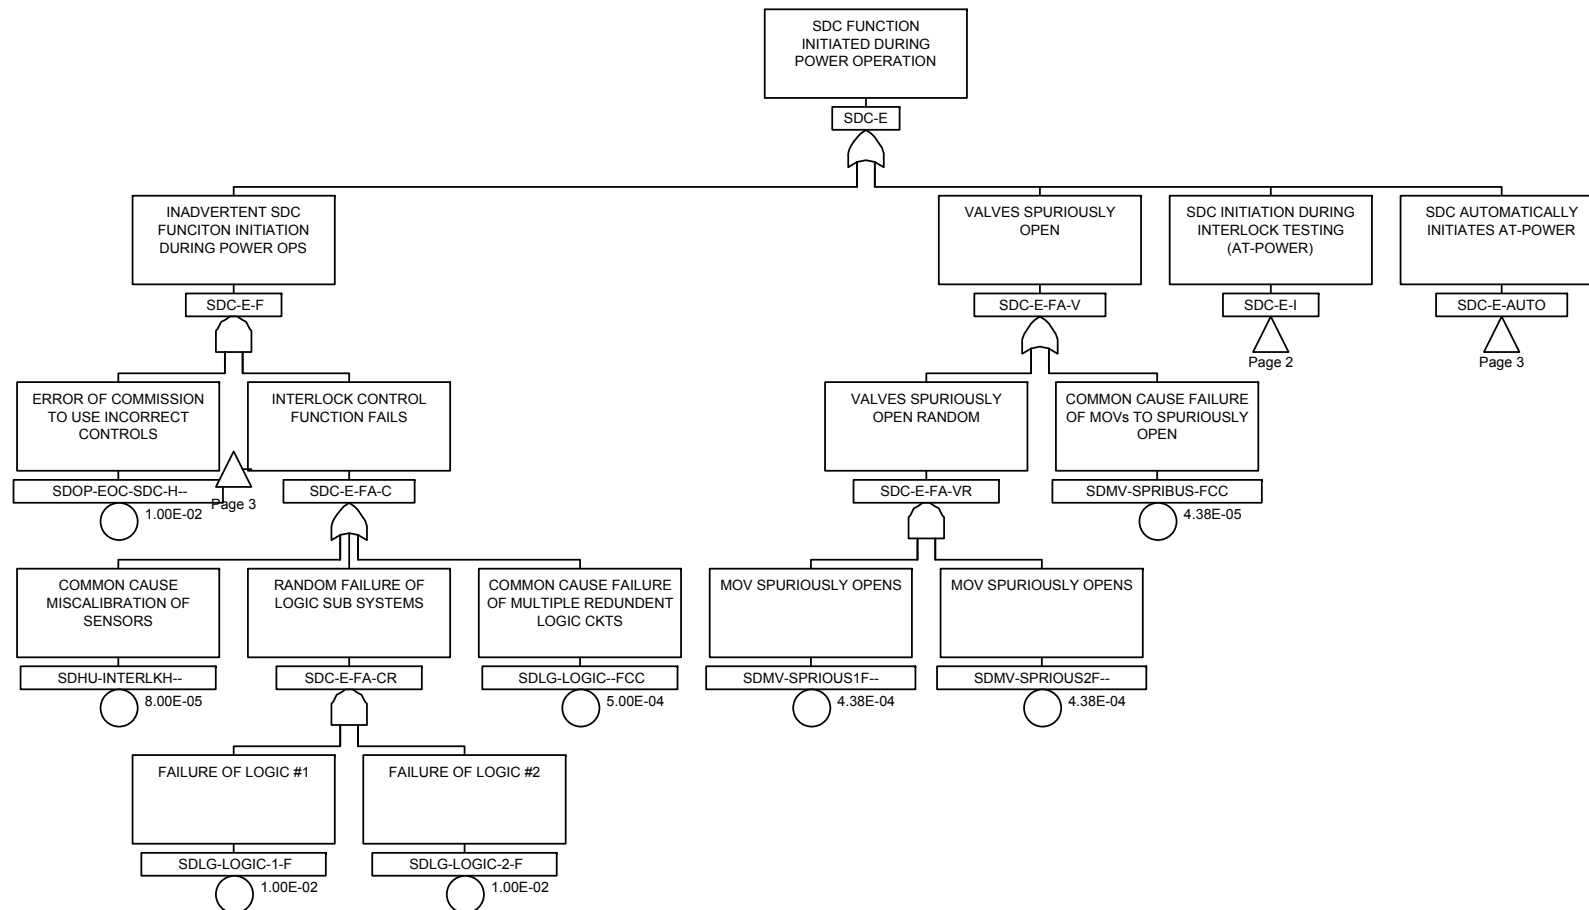 SDC FUNCTION
INITIATED DURING
POWER OPERATION
SDC-E
INADVERTENT SDC
FUNCITON INITIATION
DURING POWER OPS
SDC-E-F
VALVES SPURIOUSLY
OPEN
SDC-E-FA-V
SDC INITIATION DURING
INTERLOCK TESTING
(AT-POWER)
SDC-E-I
Page 2
SDC AUTOMATICALLY
INITIATES AT-POWER
SDC-E-AUTO
Page 3
ERROR OF COMMISSION
TO USE INCORRECT
CONTROLS
SDOP-EOC-SDC-H--
1.00E-02
Page 3
INTERLOCK CONTROL
FUNCTION FAILS
SDC-E-FA-C
VALVES SPURIOUSLY
OPEN RANDOM
SDC-E-FA-VR
COMMON CAUSE FAILURE
OF MOVs TO SPURIOUSLY
OPEN
SDMV-SPRIBUS-FCC
4.38E-05
COMMON CAUSE
MISCALIBRATION OF
SENSORS
SDHU-INTERLKH--
8.00E-05
RANDOM FAILURE OF
LOGIC SUB SYSTEMS
SDC-E-FA-CR
COMMON CAUSE FAILURE
OF MULTIPLE REDUNDENT
LOGIC CKTS
SDLG-LOGIC--FCC
5.00E-04
MOV SPURIOUSLY OPENS
SDMV-SPRIOUS1F--
4.38E-04
MOV SPURIOUSLY OPENS
SDMV-SPRIOUS2F--
4.38E-04
FAILURE OF LOGIC #1
SDLG-LOGIC-1-F
1.00E-02
FAILURE OF LOGIC #2
SDLG-LOGIC-2-F
1.00E-02